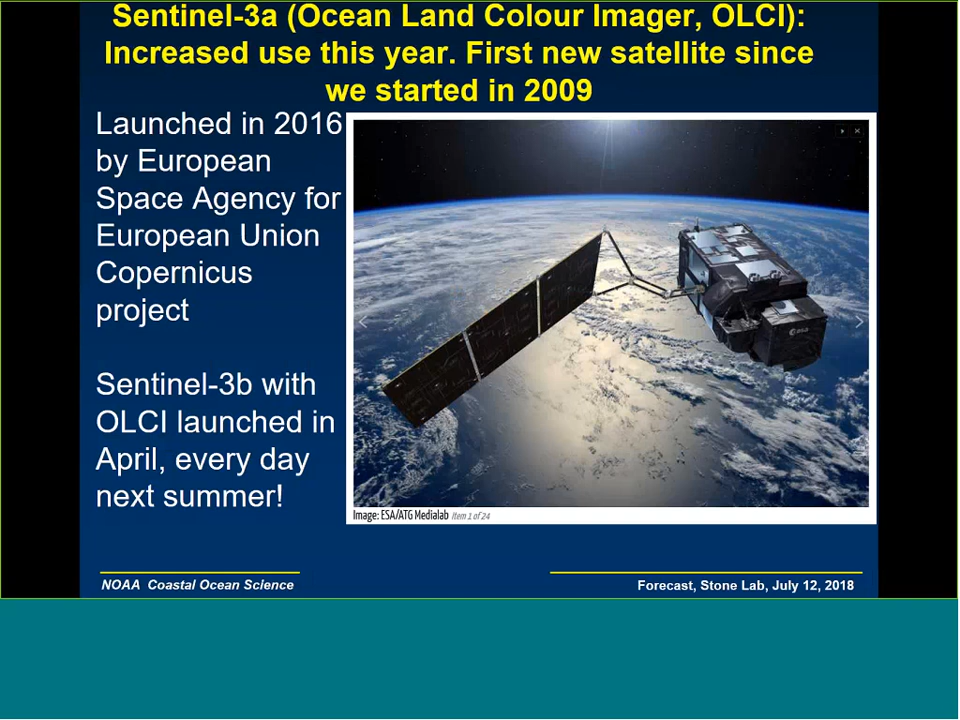 Sentinel-3a (Ocean Land Colour Imager, OLCI):
Increased use this year. First new satellite since
we started in 2009
Launched in 2016
by European
Space Agency for
European Union
Copernicus
project
Sentinel-3b with
OLCI launched in
April, every day
next summer!
esa
Image: ESA/ATG Medialab Item 1 of 24
NOAA Coastal Ocean Science
Forecast, Stone Lab, July 12, 2018